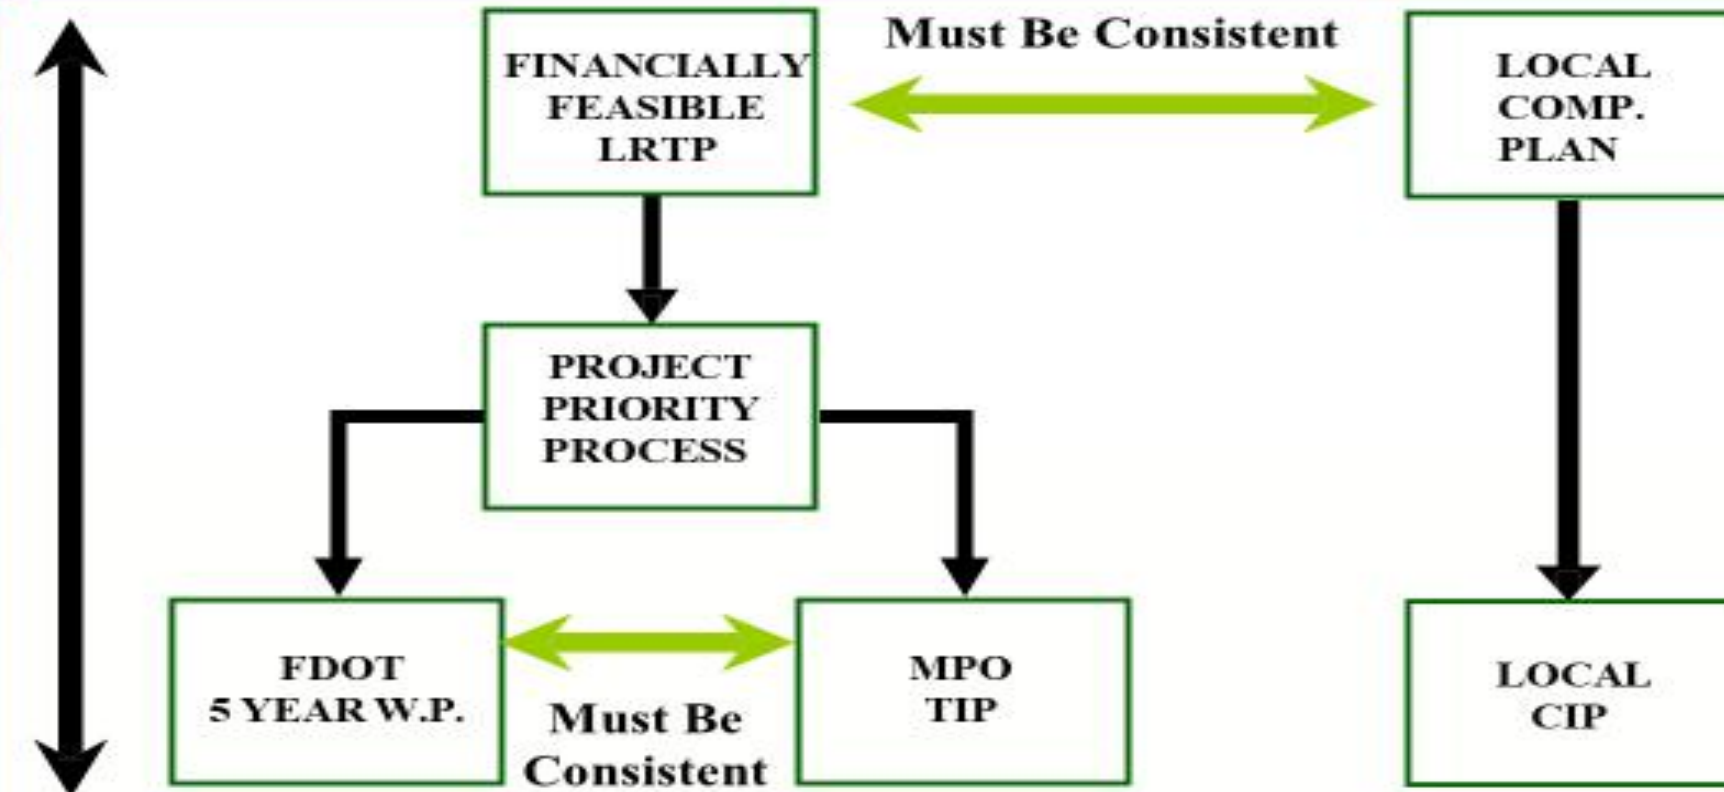 FINANCIALLY
FEASIBLE
LRTP
Must Be Consistent
LOCAL
COMP.
PLAN
PROJECT
PRIORITY
PROCESS
FDOT
5 YEAR W.P.
Must Be
Consistent
MPO
TIP
LOCAL
CIP